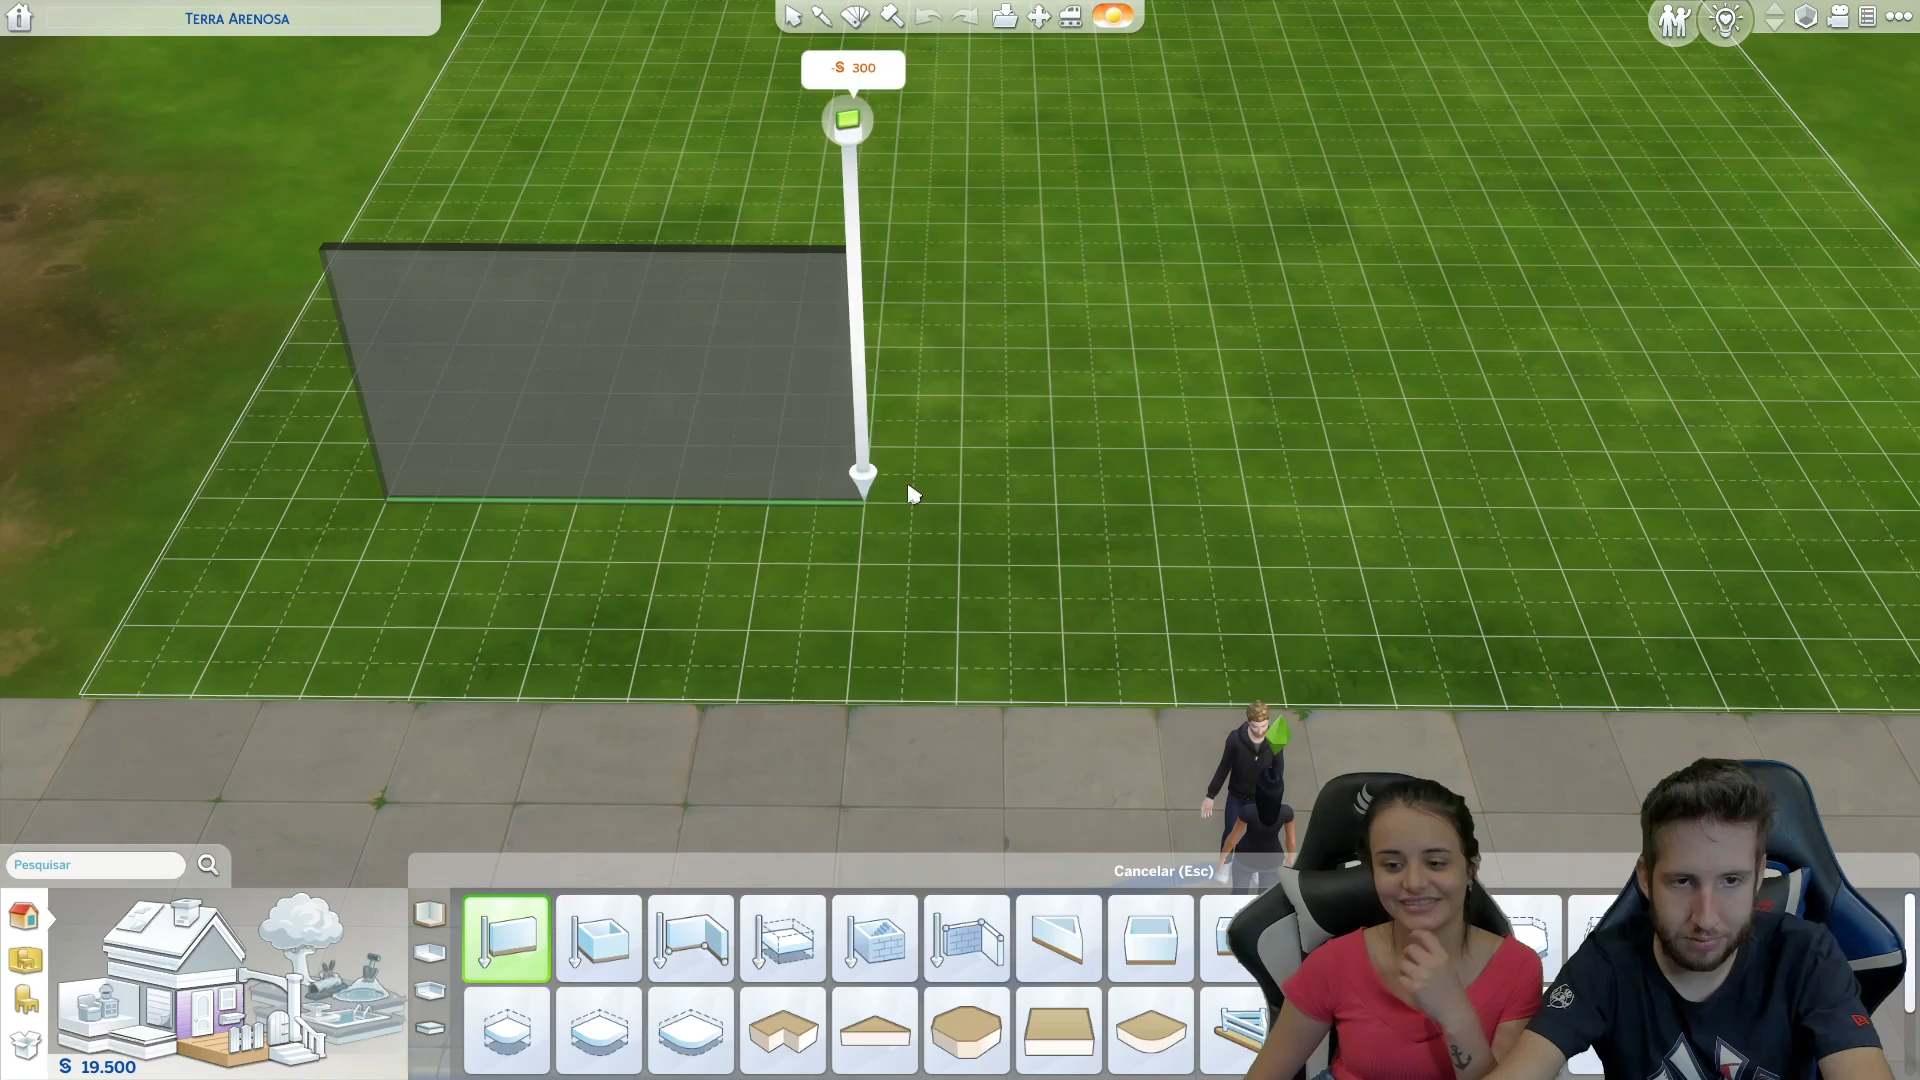 TERRA ARENOSA
-§ 300
Pesquisar
Cancelar (Esc)
§ 19.500